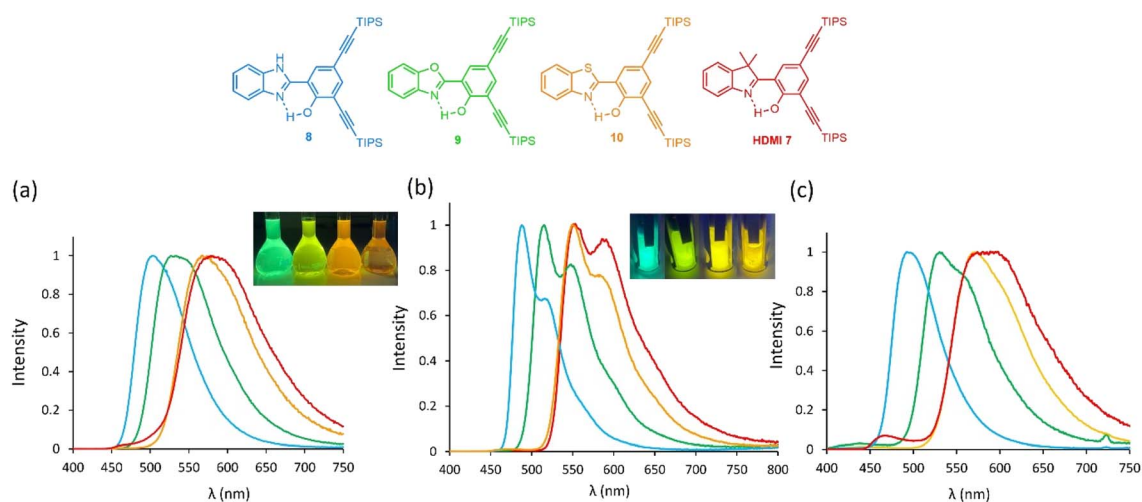 TIPS TIPS TIPS TIPS
H N N H O TIPS
O N H O TIPS
S N H O TIPS
N H O TIPS
8 9 10 HDMI 7
(a) (b) (c)
Intensity
1
0.8
0.6
0.4
0.2
0
400 450 500 550 600 650 700 750
λ (nm)
Intensity
1
0.8
0.6
0.4
0.2
0
400 450 500 550 600 650 700 750 800
λ (nm)
Intensity
1
0.8
0.6
0.4
0.2
0
400 450 500 550 600 650 700 750
λ (nm)